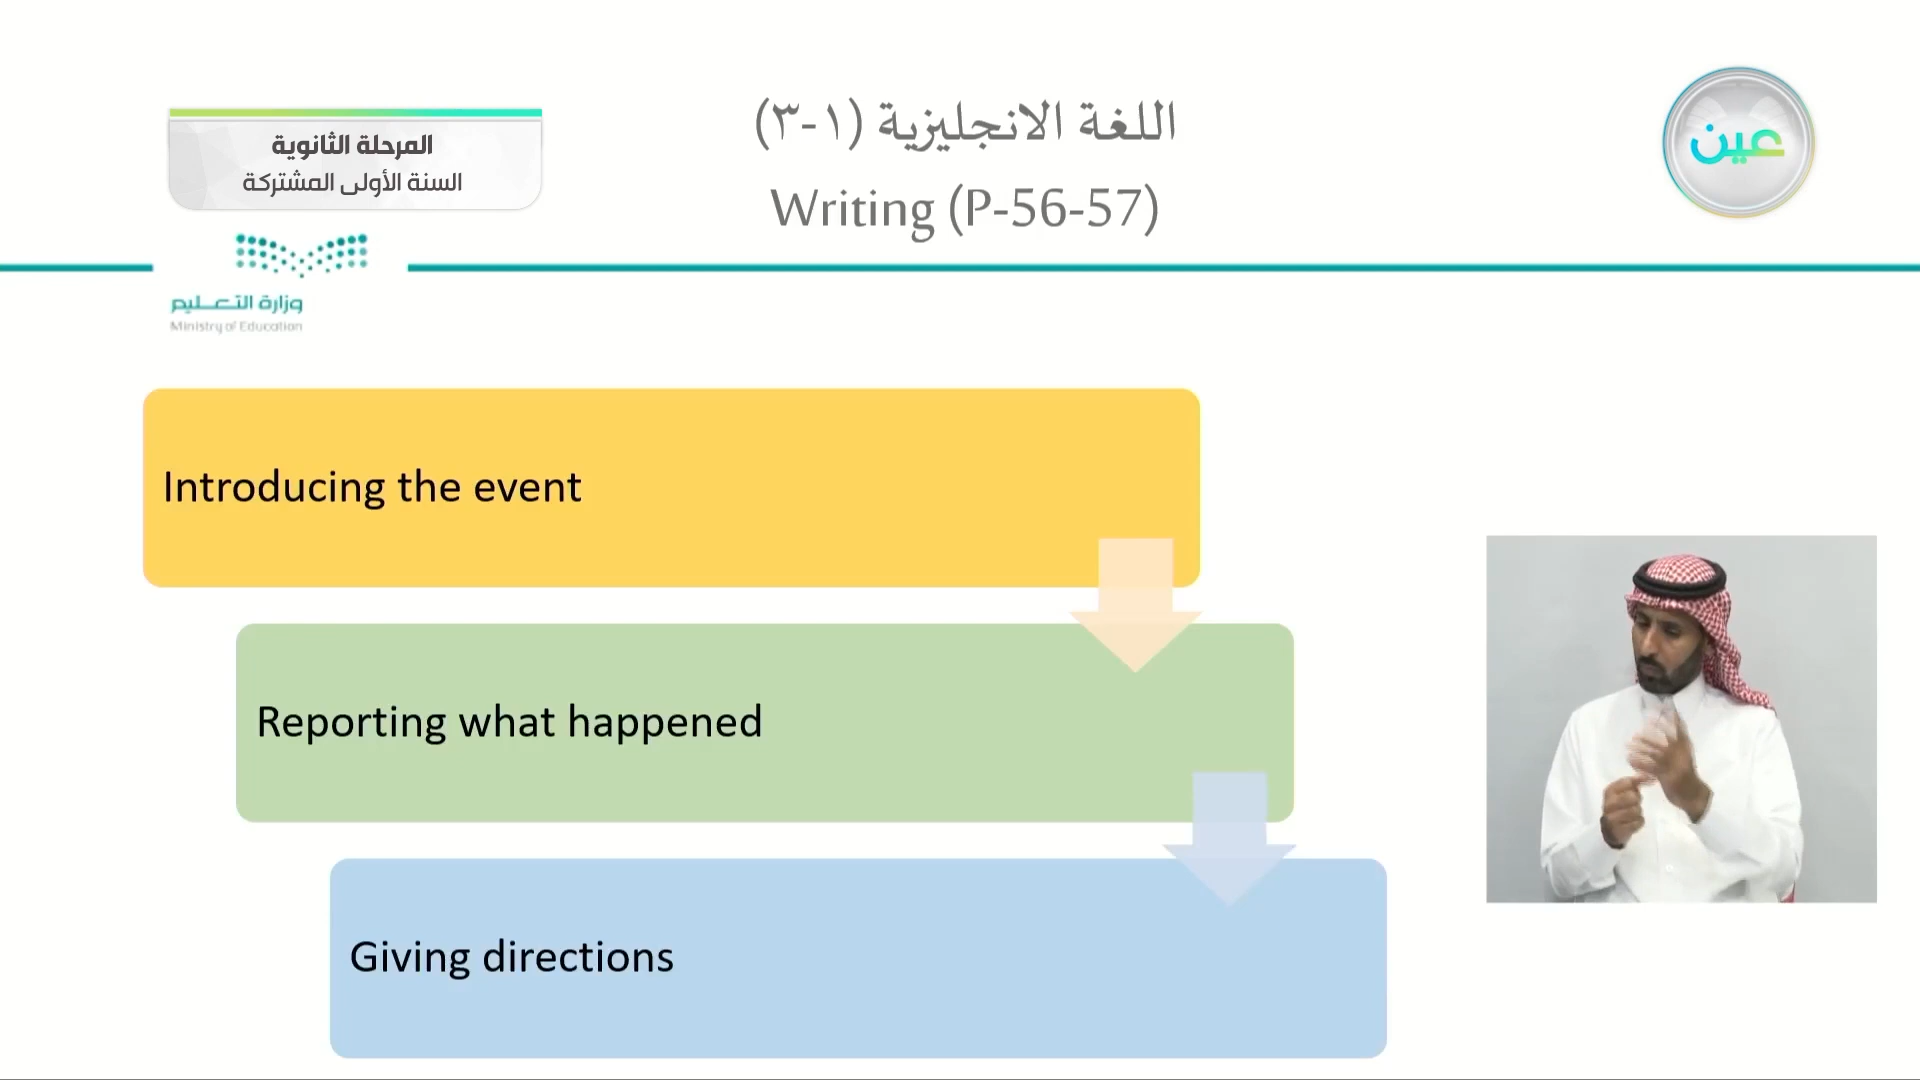 اللغة الانجليزية (١-٣)
Writing (P-56-57)
المرحلة الثانوية
السنة الأولى المشتركة
عين
وزارة التعليم
Ministry of Education
Introducing the event
Reporting what happened
Giving directions